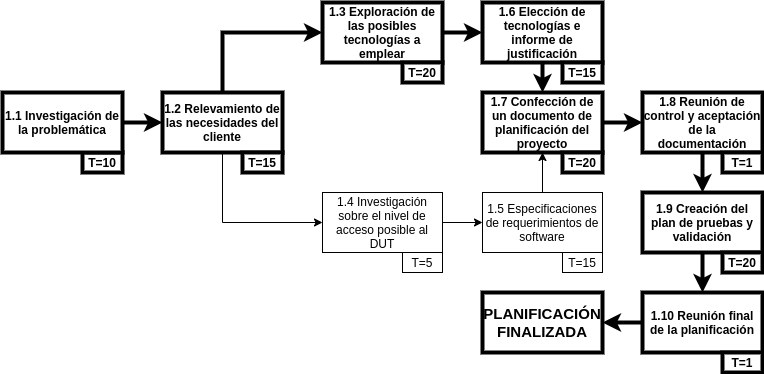 1.1 Investigación de
la problemática
T=10
1.2 Relevamiento de
las necesidades del
cliente
T=15
1.3 Exploración de
las posibles
tecnologías a
emplear
T=20
1.6 Elección de
tecnologías e
informe de
justificación
T=15
1.4 Investigación
sobre el nivel de
acceso posible al
DUT
T=5
1.5 Especificaciones
de requerimientos de
software
T=15
1.7 Confección de
un documento de
planificación del
proyecto
T=20
1.8 Reunión de
control y aceptación
de la
documentación
T=1
1.9 Creación del
plan de pruebas y
validación
T=20
1.10 Reunión final
de la planificación
T=1
PLANIFICACIÓN
FINALIZADA